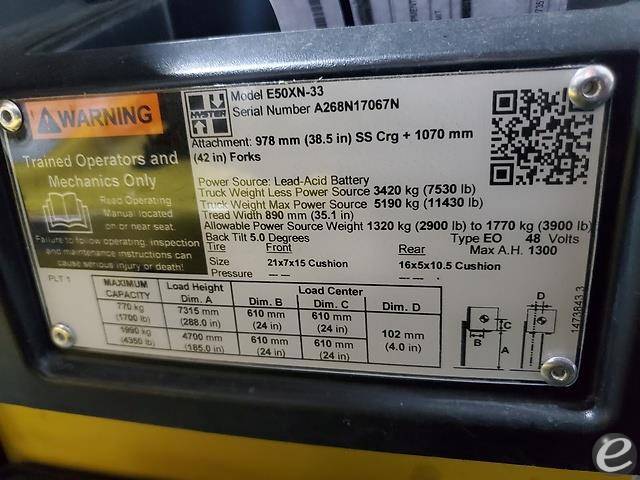 WARNING
Trained Operators and
Mechanics Only
Read Operating
Manual located
on or near seat.
Failure to follow operating, inspection
and maintenance instructions can
cause serious injury or death!
HYSTER
Model E50XN-33
Serial Number A268N17067N
Attachment: 978 mm (38.5 in) SS Crg + 1070 mm
(42 in) Forks
Power Source: Lead-Acid Battery
Truck Weight Less Power Source 3420 kg (7530 lb)
Truck Weight Max Power Source 5190 kg (11430 lb)
Tread Width 890 mm (35.1 in)
Allowable Power Source Weight 1320 kg (2900 lb) to 1770 kg (3900 lb)
Back Tilt 5.0 Degrees Type EO 48 Volts
Tire Front Rear Max A.H. 1300
Size 21x7x15 Cushion 16x5x10.5 Cushion
Pressure -- -- -- --
PLT 1
MAXIMUM CAPACITY Load Height Dim. A Load Center Dim. B Dim. C Dim. D
770 kg (1700 lb) 7315 mm (288.0 in) 610 mm (24 in) 610 mm (24 in) 102 mm (4.0 in)
1990 kg (4350 lb) 4700 mm (185.0 in) 610 mm (24 in) 610 mm (24 in)
D
C
B
A
1473843.3
e